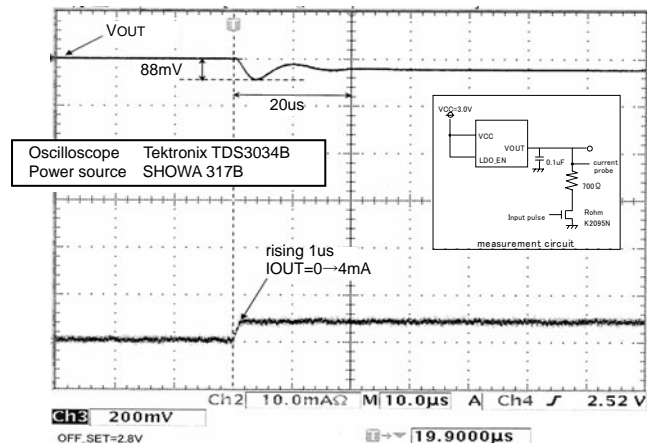 T
VOUT
88mV
20us
Oscilloscope Tektronix TDS3034B
Power source SHOWA 317B
VCC=3.0V
VCC
VOUT
LDO_EN
0.1uF
current
probe
700Ω
Input pulse
Rohm
K2095N
measurement circuit
rising 1us
IOUT=0→4mA
Ch2 10.0mAΩ M 10.0µs A Ch4 ∫ 2.52 V
Ch3 200mV
OFF_SET=2.8V
T→▼ 19.9000µs